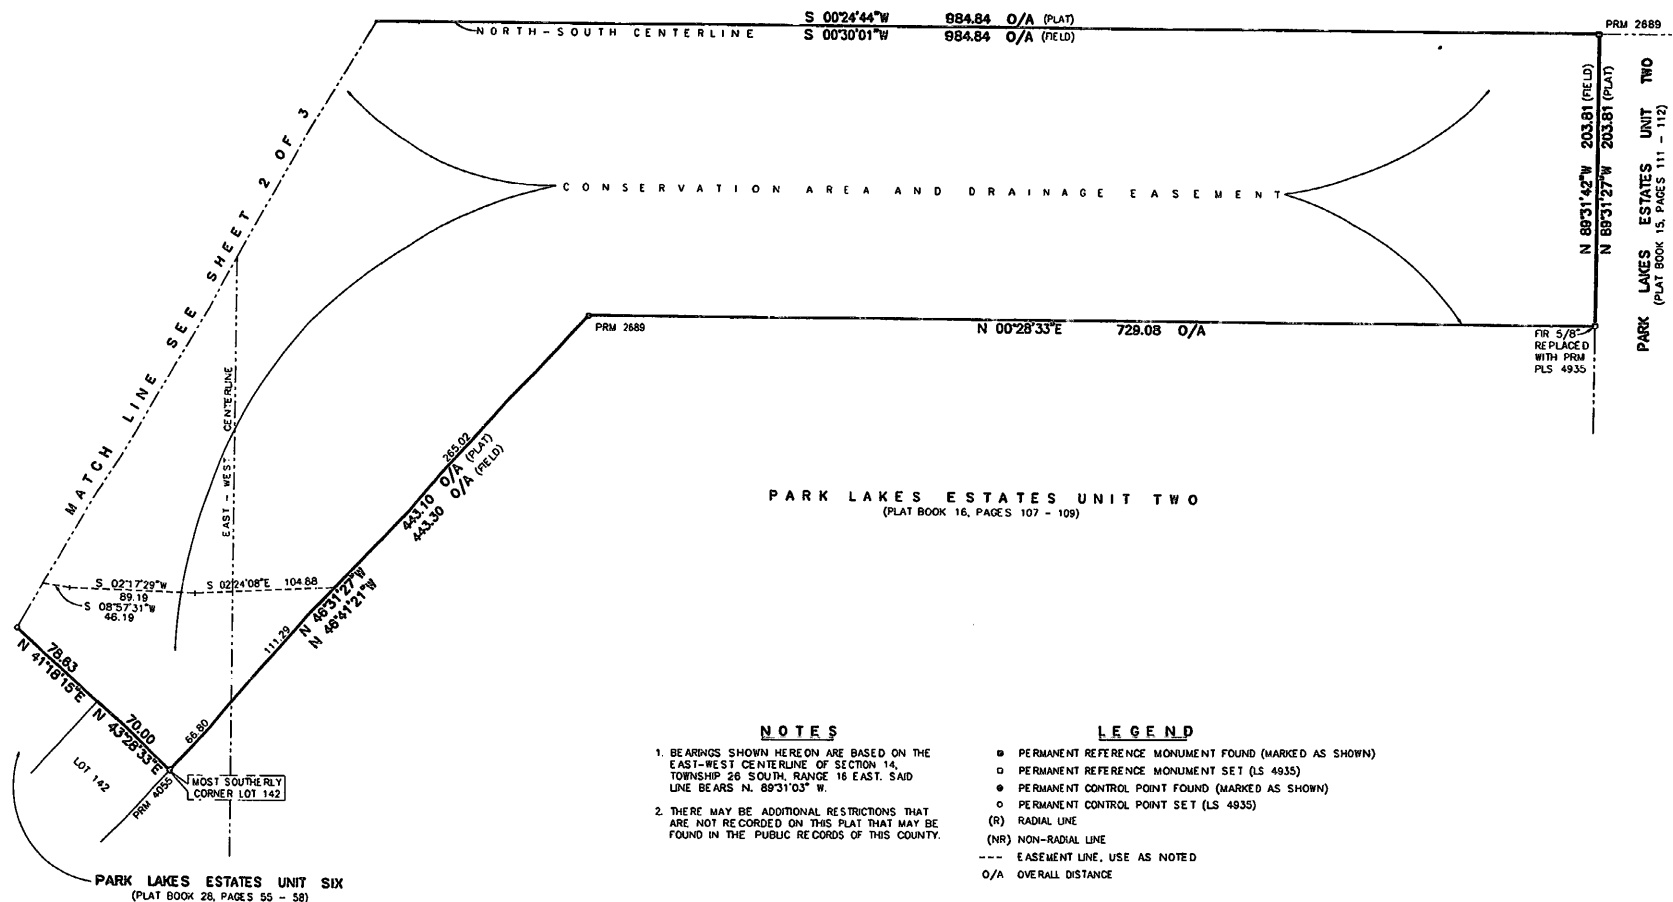 S 00°24'44"W 984.84 O/A (PLAT)
NORTH-SOUTH CENTERLINE S 00°30'01"W 984.84 O/A (FIELD)
PRM 2689
N 89°31'42"W 203.81 (FIELD)
N 89°31'27"W 203.81 (PLAT)
PARK LAKES ESTATES UNIT TWO
(PLAT BOOK 15, PAGES 111 - 112)
MATCH LINE SEE SHEET 2 OF 3
CONSERVATION AREA AND DRAINAGE EASEMENT
PRM 2689
N 00°28'33"E 729.08 O/A
FIR 5/8"
REPLACED
WITH PRM
PLS 4935
EAST - WEST CENTERLINE
265.02
443.10 O/A (PLAT)
443.30 O/A (FIELD)
PARK LAKES ESTATES UNIT TWO
(PLAT BOOK 16, PAGES 107 - 109)
S 02°17'29"W
89.19
S 02°24'08"E 104.88
S 08°57'31"W
46.19
N 46°31'27"W
N 46°41'21"W
111.29
78.63
N 41°18'15"E
70.00
N 43°28'33"E
66.80
LOT 142
PRM 4055
MOST SOUTHERLY
CORNER LOT 142
PARK LAKES ESTATES UNIT SIX
(PLAT BOOK 28, PAGES 55 - 58)
NOTES
1. BEARINGS SHOWN HEREON ARE BASED ON THE
EAST-WEST CENTERLINE OF SECTION 14,
TOWNSHIP 26 SOUTH, RANGE 16 EAST. SAID
LINE BEARS N. 89°31'03" W.
2. THERE MAY BE ADDITIONAL RESTRICTIONS THAT
ARE NOT RECORDED ON THIS PLAT THAT MAY BE
FOUND IN THE PUBLIC RECORDS OF THIS COUNTY.
LEGEND
PERMANENT REFERENCE MONUMENT FOUND (MARKED AS SHOWN)
PERMANENT REFERENCE MONUMENT SET (LS 4935)
PERMANENT CONTROL POINT FOUND (MARKED AS SHOWN)
PERMANENT CONTROL POINT SET (LS 4935)
(R) RADIAL LINE
(NR) NON-RADIAL LINE
--- EASEMENT LINE, USE AS NOTED
O/A OVERALL DISTANCE